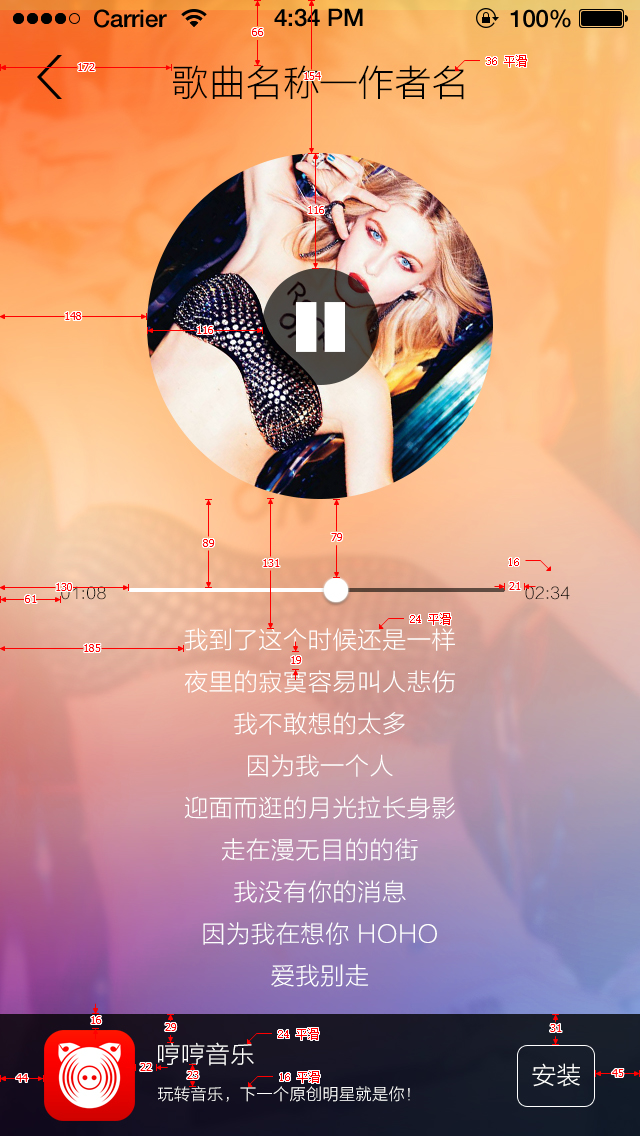 Carrier 4:34 PM 100%
66
172
154
36 平滑
歌曲名称—作者名
116
148
116
89
131
79
16
130
21
01:08
02:34
61
24 平滑
我到了这个时候还是一样
185
19
夜里的寂寞容易叫人悲伤
我不敢想的太多
因为我一个人
迎面而逛的月光拉长身影
走在漫无目的的街
我没有你的消息
因为我在想你 HOHO
爱我别走
16
29
31
24 平滑
哼哼音乐
22
23
44
16 平滑
安装
45
玩转音乐，下一个原创明星就是你！